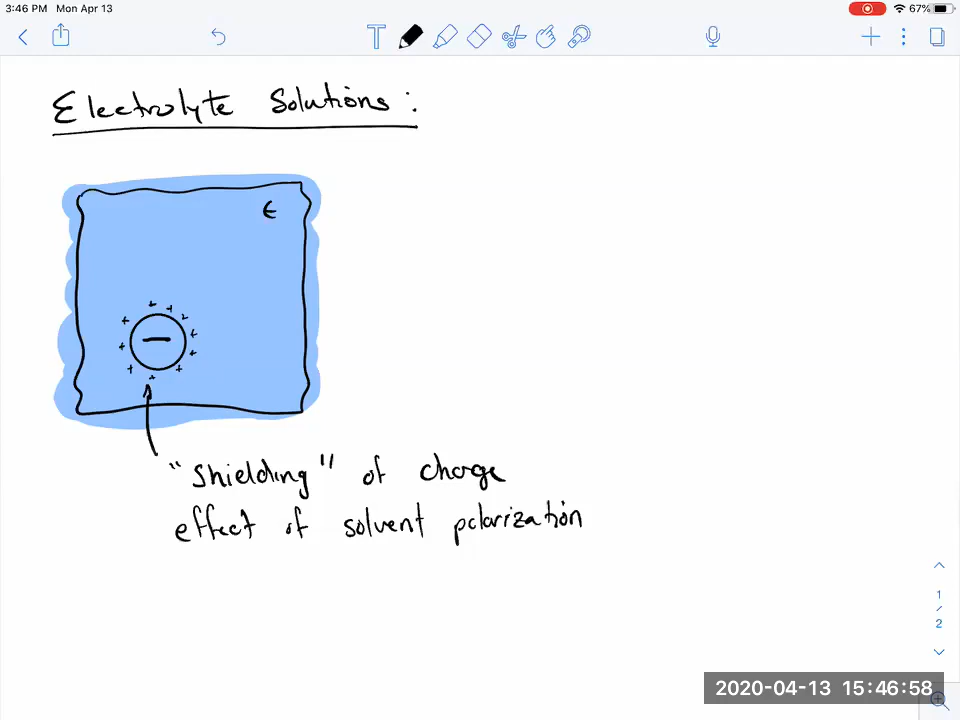 3:46 PM Mon Apr 13
67%
T
Electrolyte Solutions:
ϵ
+ + +
+ +
+ − +
+ + +
"Shielding" of charge
effect of solvent polarization
1
/
2
2020-04-13 15:46:58